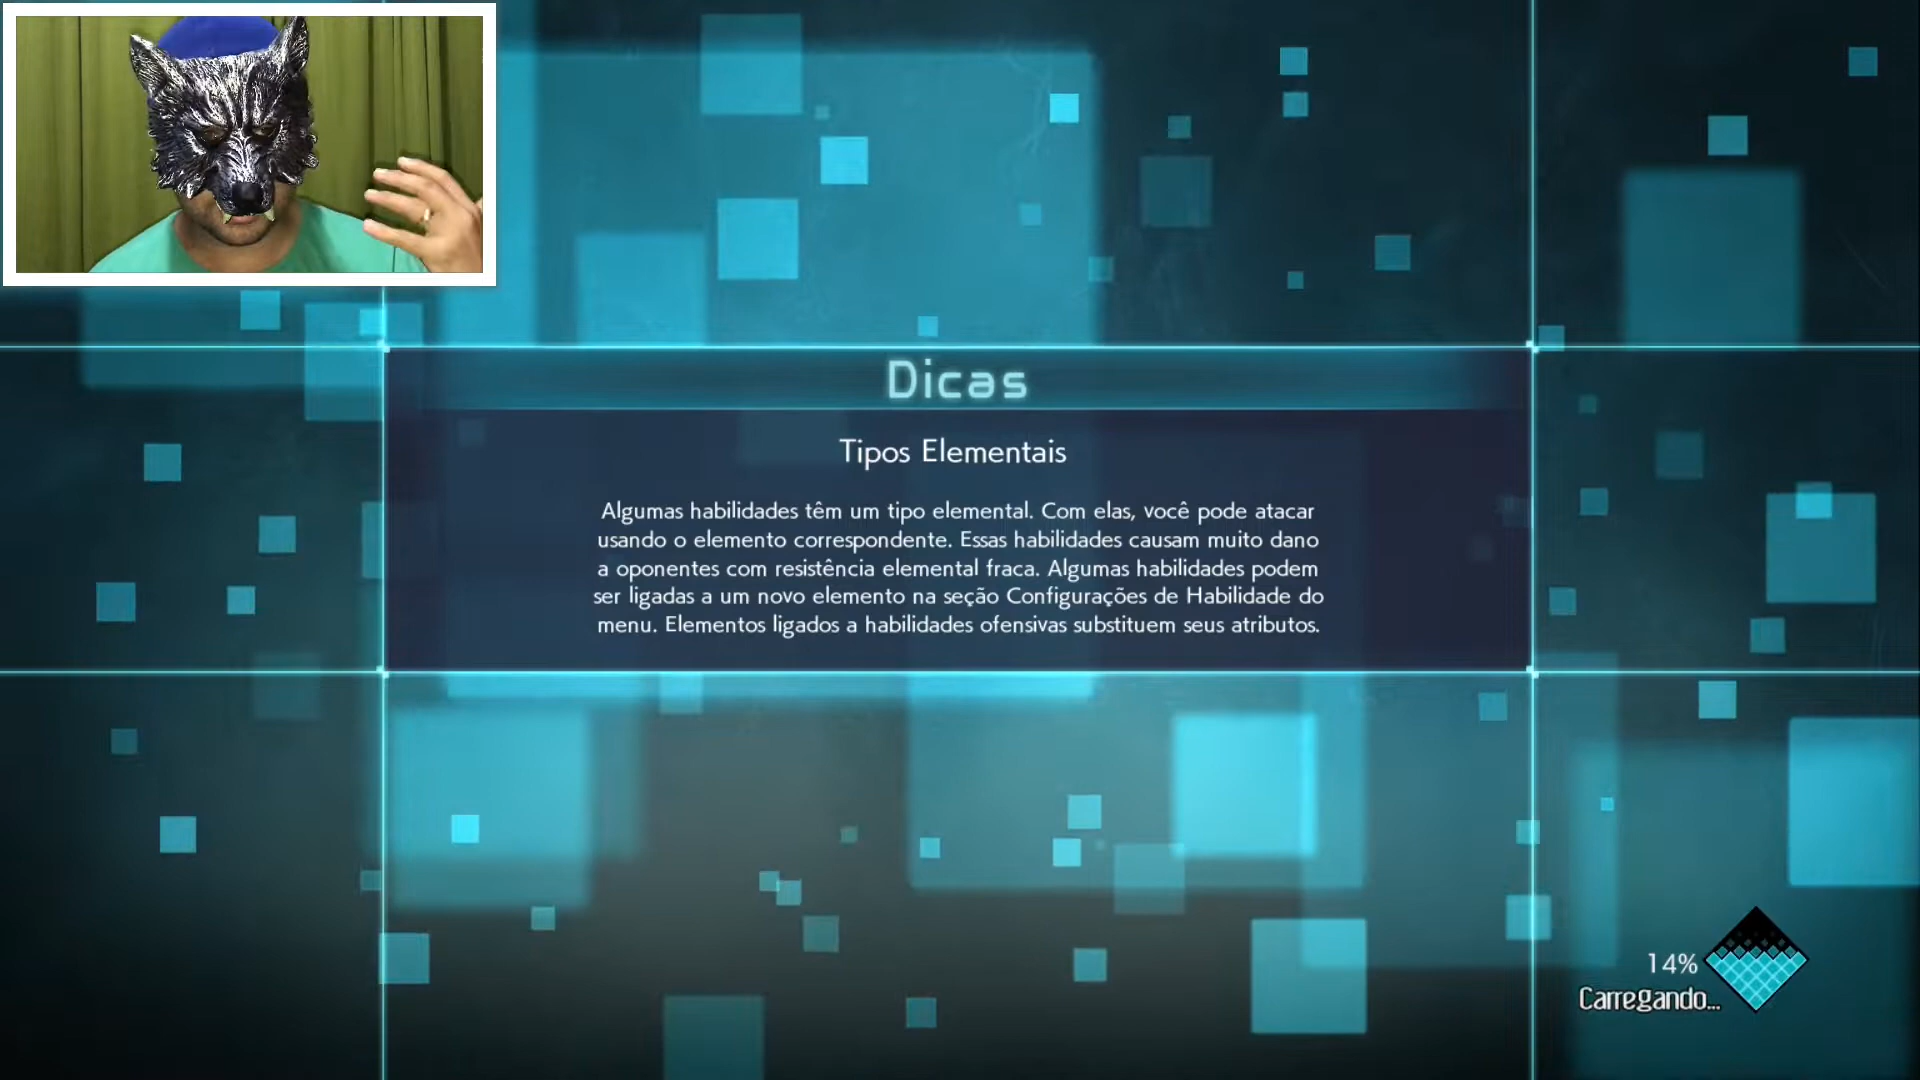 Dicas
Tipos Elementais
Algumas habilidades têm um tipo elemental. Com elas, você pode atacar
usando o elemento correspondente. Essas habilidades causam muito dano
a oponentes com resistência elemental fraca. Algumas habilidades podem
ser ligadas a um novo elemento na seção Configurações de Habilidade do
menu. Elementos ligados a habilidades ofensivas substituem seus atributos.
14%
Carregando...